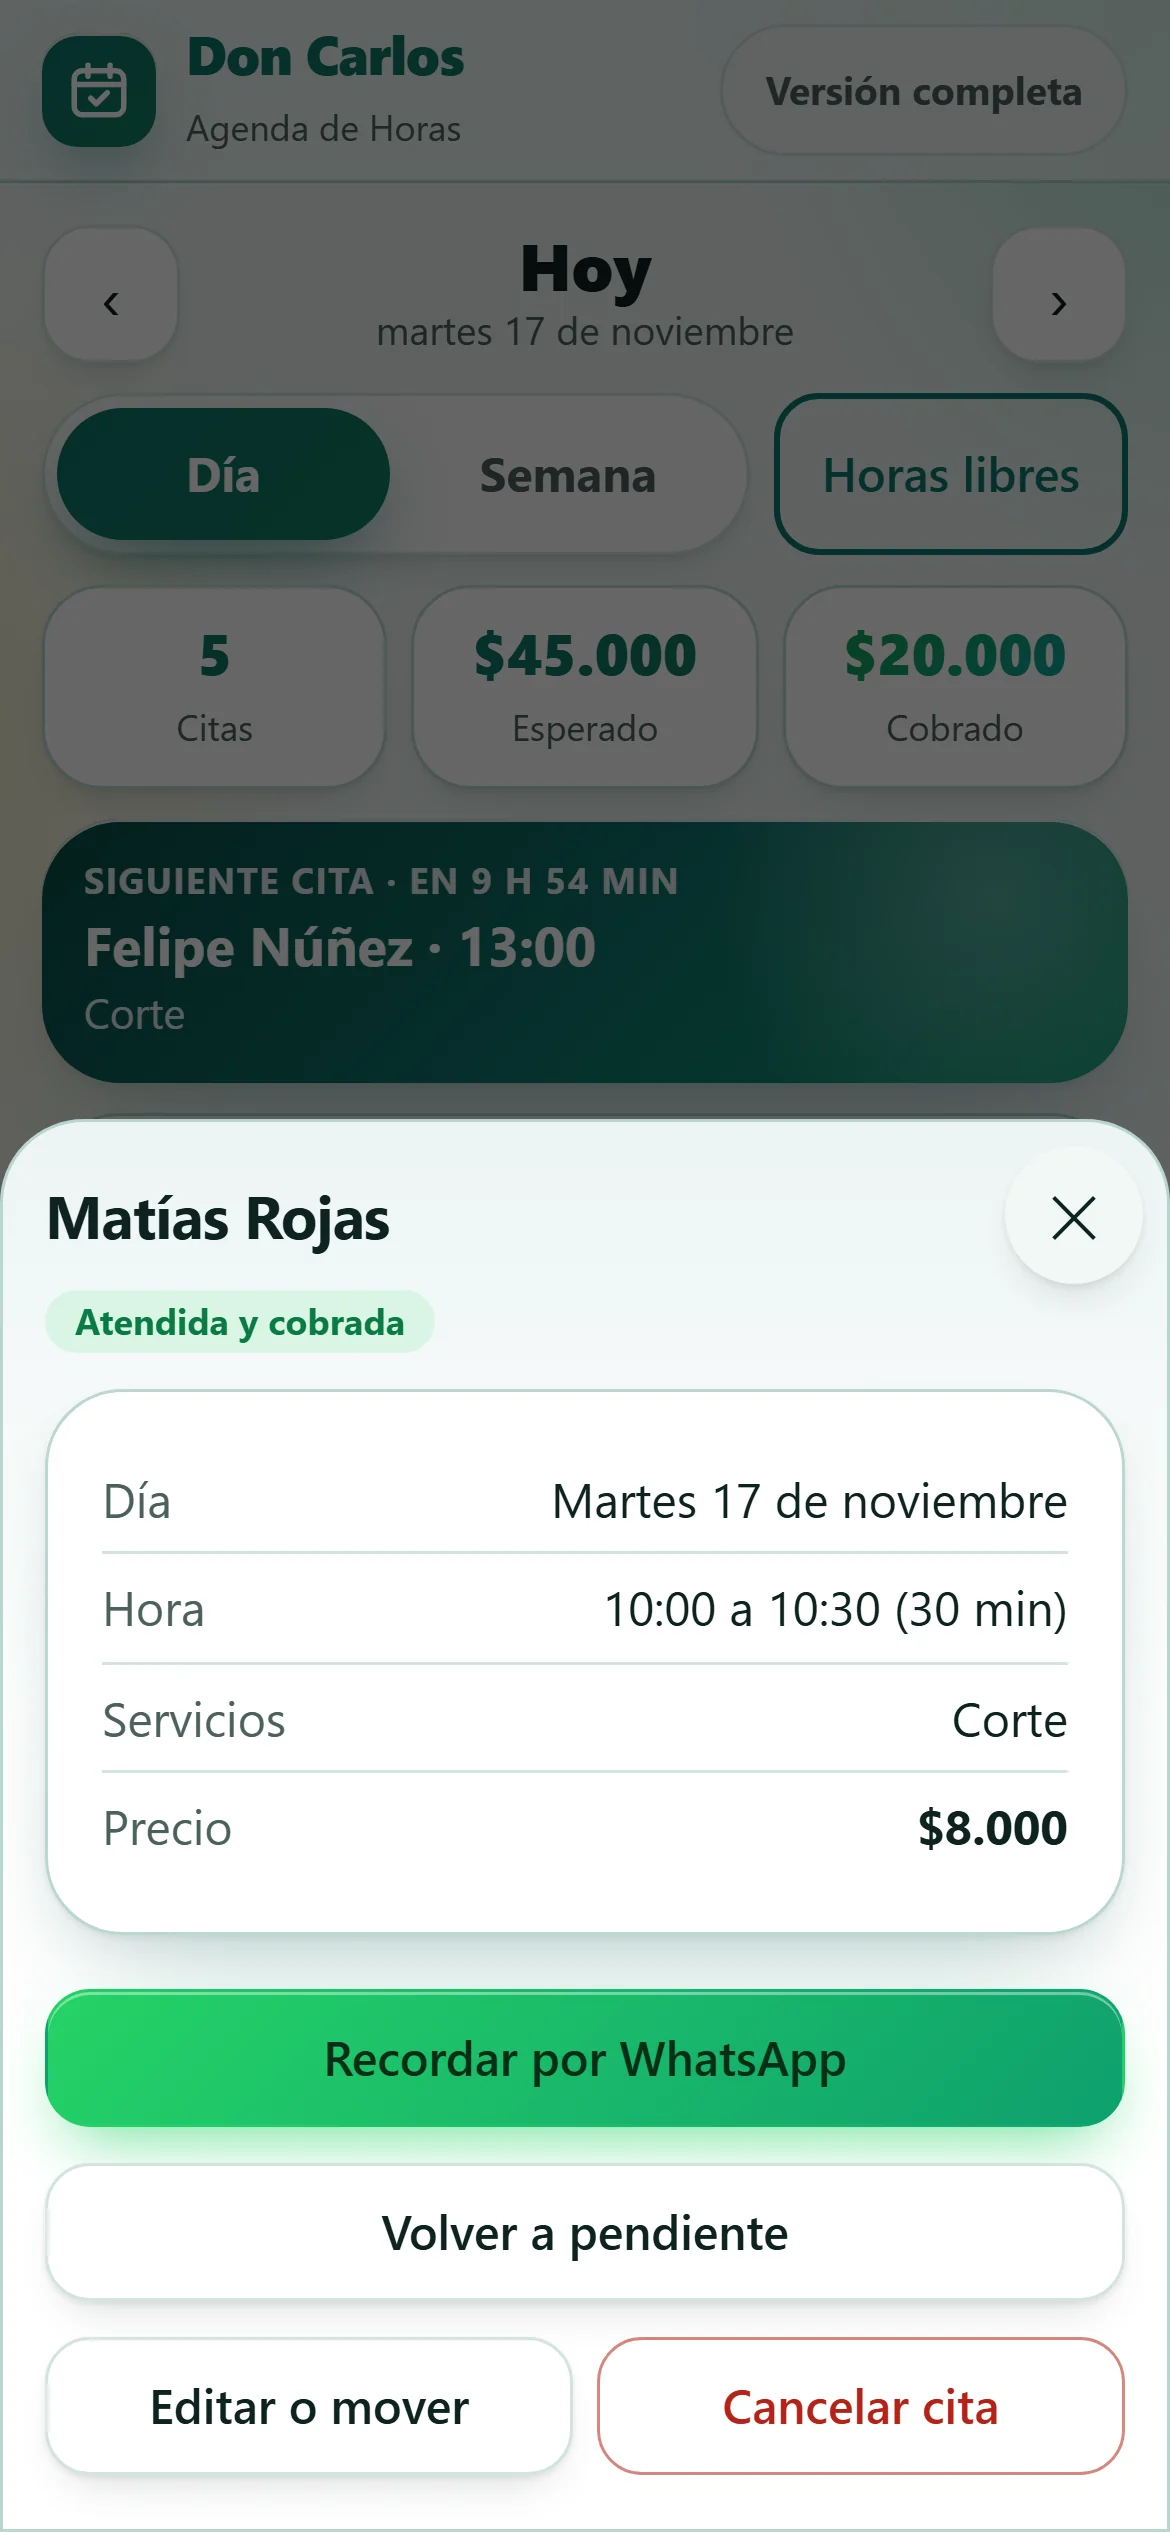 Don Carlos
Agenda de Horas
Versión completa
‹
Hoy
martes 17 de noviembre
›
Día
Semana
Horas libres
5
Citas
$45.000
Esperado
$20.000
Cobrado
SIGUIENTE CITA · EN 9 H 54 MIN
Felipe Núñez · 13:00
Corte
Matías Rojas
Atendida y cobrada
Día Martes 17 de noviembre
Hora 10:00 a 10:30 (30 min)
Servicios Corte
Precio $8.000
Recordar por WhatsApp
Volver a pendiente
Editar o mover
Cancelar cita